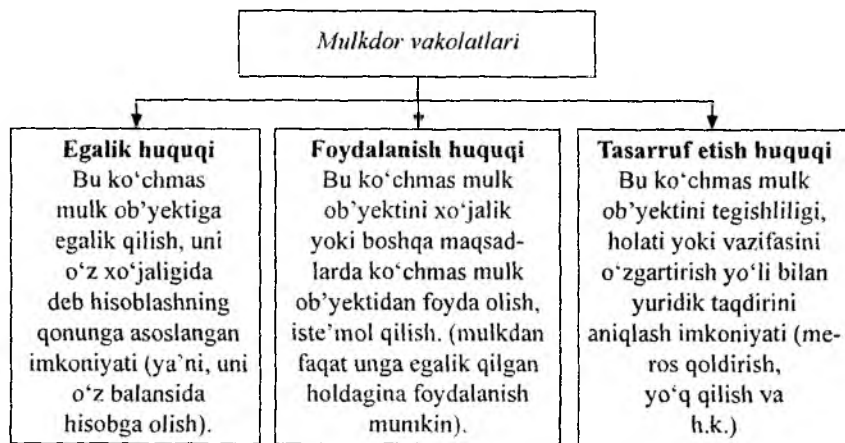 Mulkdor vakolatlari
Egalik huquqi
Bu ko‘chmas
mulk ob’yektiga
egalik qilish, uni
o‘z xo‘jaligida
deb hisoblashning
qonunga asoslangan
imkoniyati (ya’ni, uni
o‘z balansida
hisobga olish).
Foydalanish huquqi
Bu ko‘chmas mulk
ob’yektini xo‘jalik
yoki boshqa maqsad-
larda ko‘chmas mulk
ob’yektidan foyda olish,
iste’mol qilish. (mulkdan
faqat unga egalik qilgan
holdagina foydalanish
mumkin).
Tasarruf etish huquqi
Bu ko‘chmas mulk
ob’yektini tegishliligi,
holati yoki vazifasini
o‘zgartirish yo‘li bilan
yuridik taqdirini
aniqlash imkoniyati (me-
ros qoldirish,
yo‘q qilish va
h.k.)